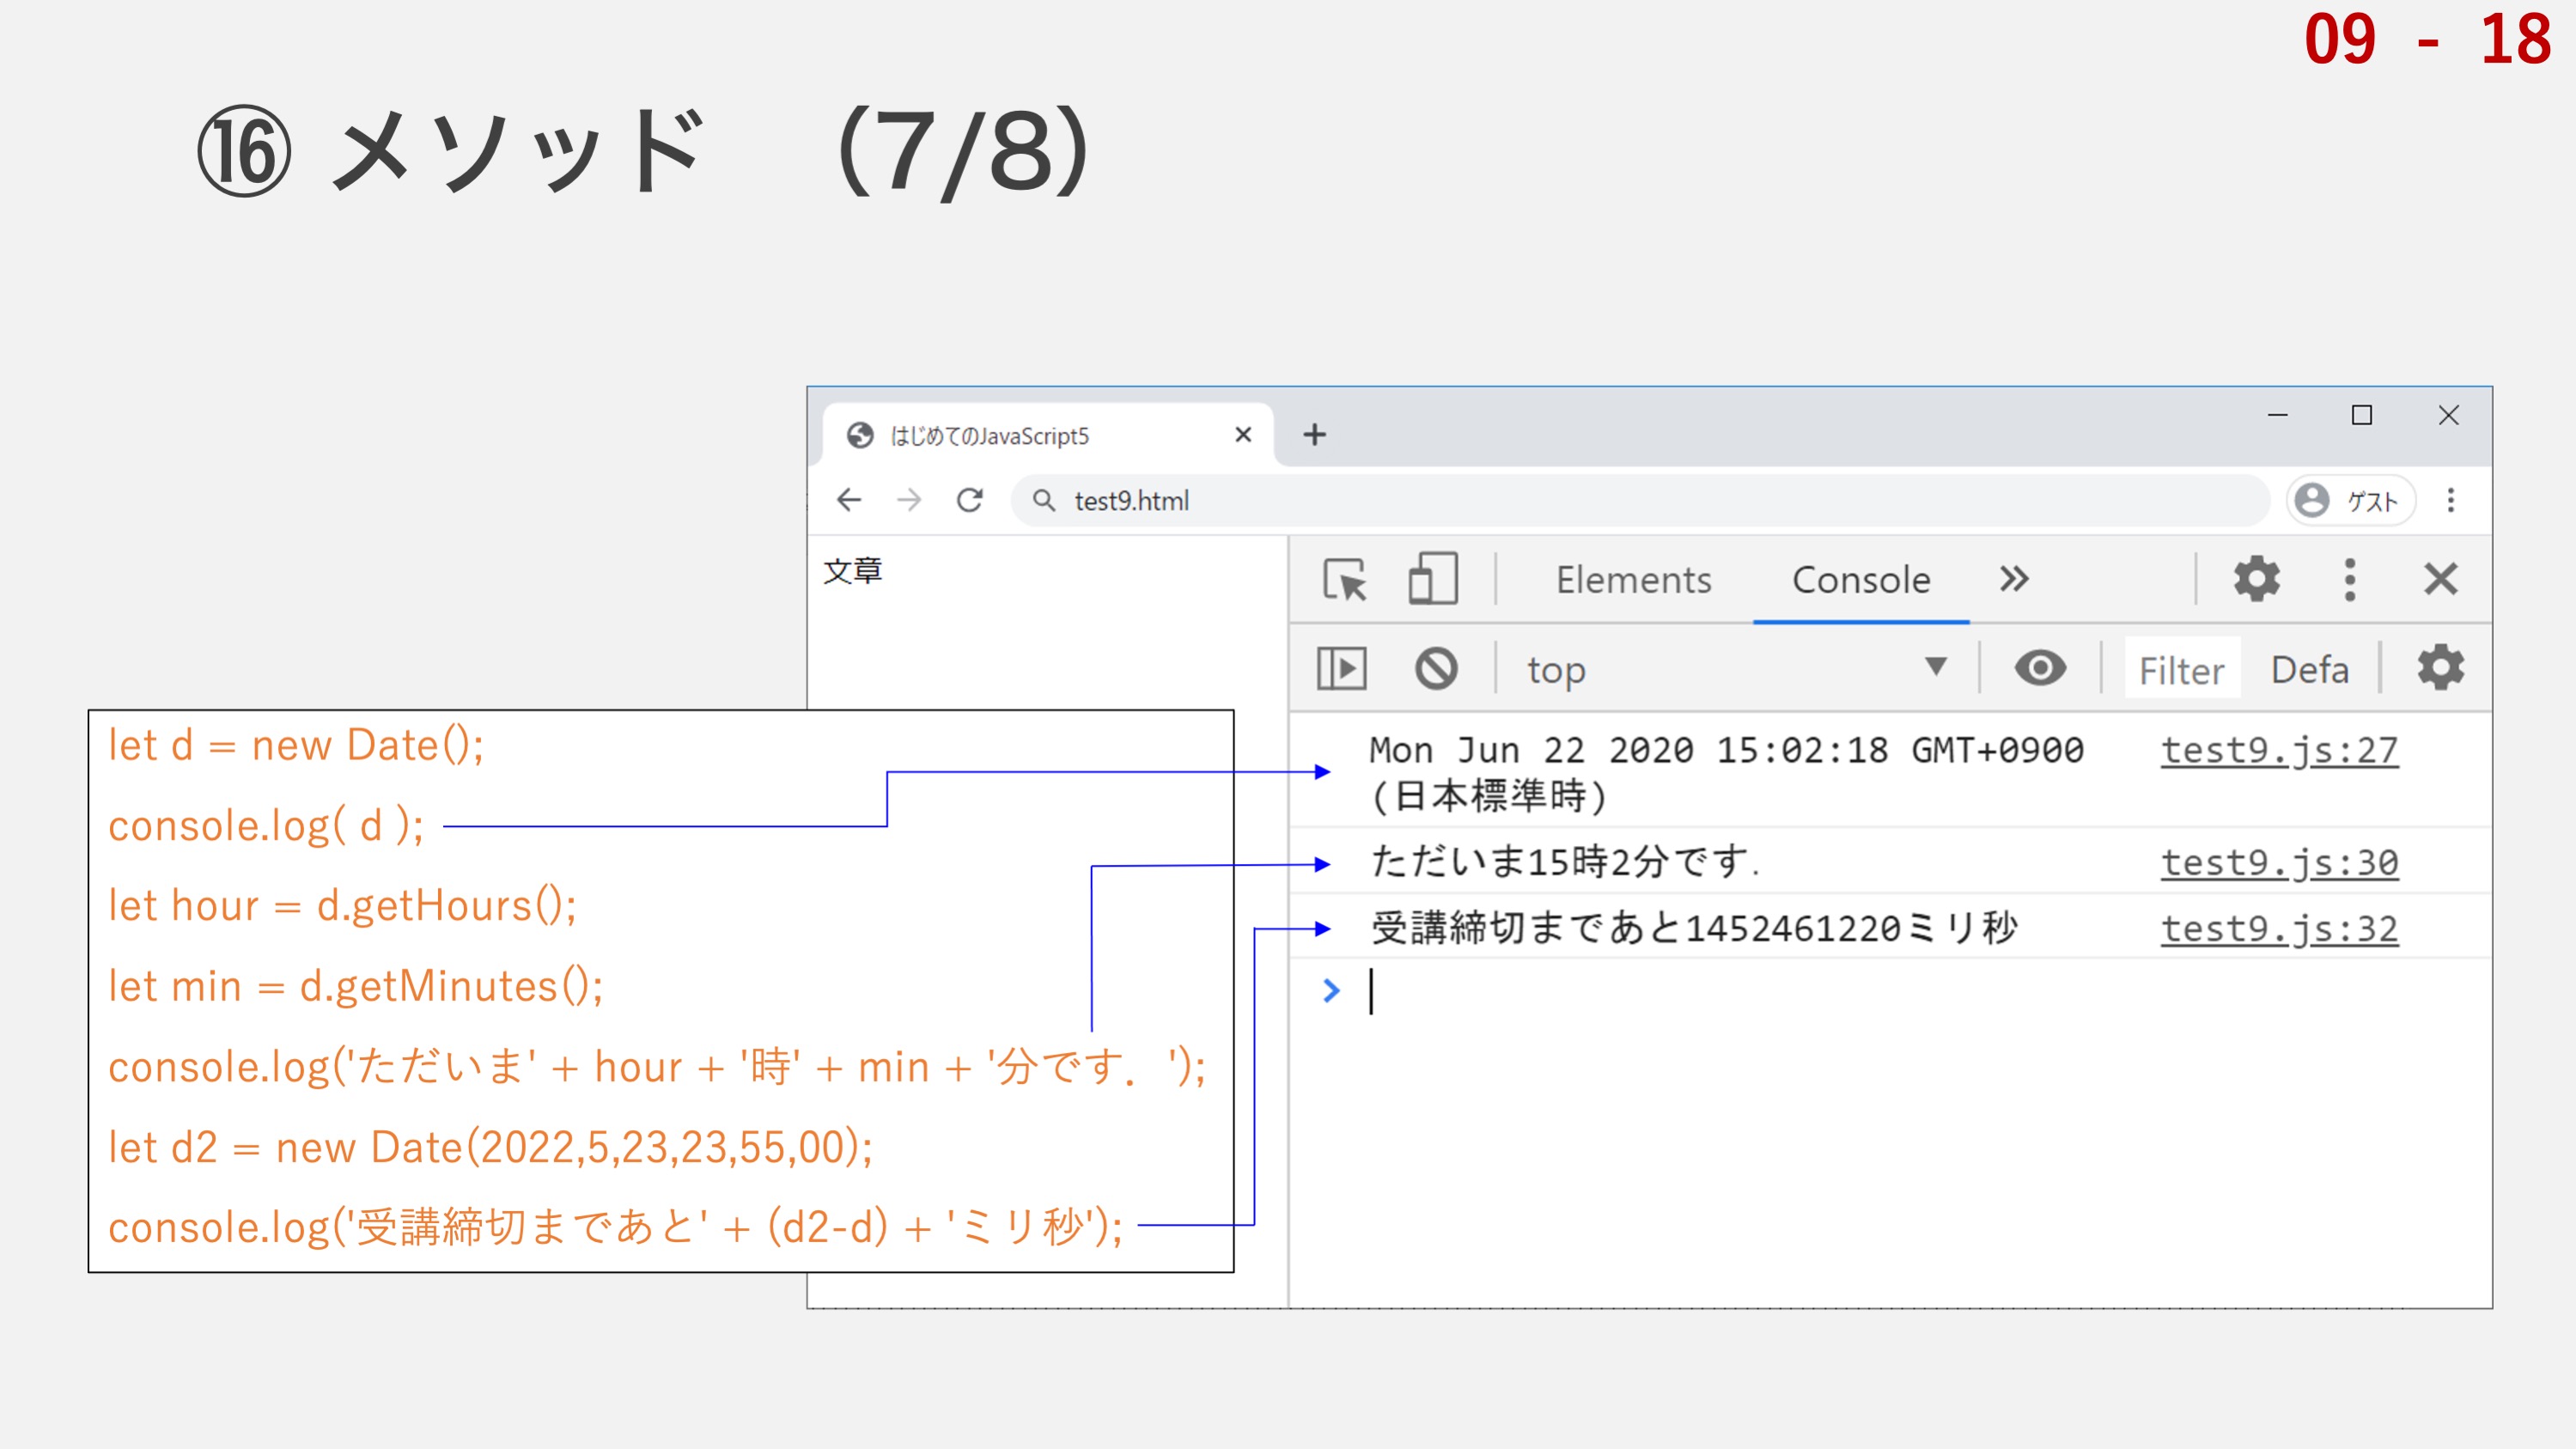 09 - 18
⑯ メソッド （7/8）
はじめてのJavaScript5
test9.html
ゲスト
文章
Elements Console
top Filter Defa
let d = new Date();
console.log( d );
let hour = d.getHours();
let min = d.getMinutes();
console.log('ただいま' + hour + '時' + min + '分です．');
let d2 = new Date(2022,5,23,23,55,00);
console.log('受講締切まであと' + (d2-d) + 'ミリ秒');
Mon Jun 22 2020 15:02:18 GMT+0900 test9.js:27
(日本標準時)
ただいま15時2分です. test9.js:30
受講締切まであと1452461220ミリ秒 test9.js:32